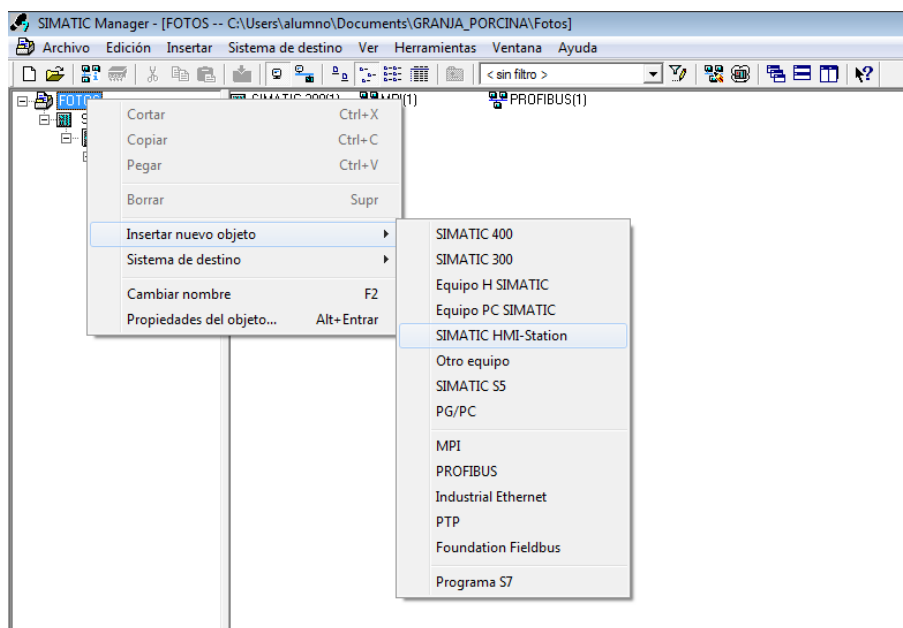 SIMATIC Manager - [FOTOS -- C:\Users\alumno\Documents\GRANJA_PORCINA\Fotos]
Archivo Edición Insertar Sistema de destino Ver Herramientas Ventana Ayuda
< sin filtro >
FOTOS SIMATIC 300(1) MPI(1) PROFIBUS(1)
S
Cortar Ctrl+X
Copiar Ctrl+C
Pegar Ctrl+V
Borrar Supr
Insertar nuevo objeto
Sistema de destino
Cambiar nombre F2
Propiedades del objeto... Alt+Entrar
SIMATIC 400
SIMATIC 300
Equipo H SIMATIC
Equipo PC SIMATIC
SIMATIC HMI-Station
Otro equipo
SIMATIC S5
PG/PC
MPI
PROFIBUS
Industrial Ethernet
PTP
Foundation Fieldbus
Programa S7